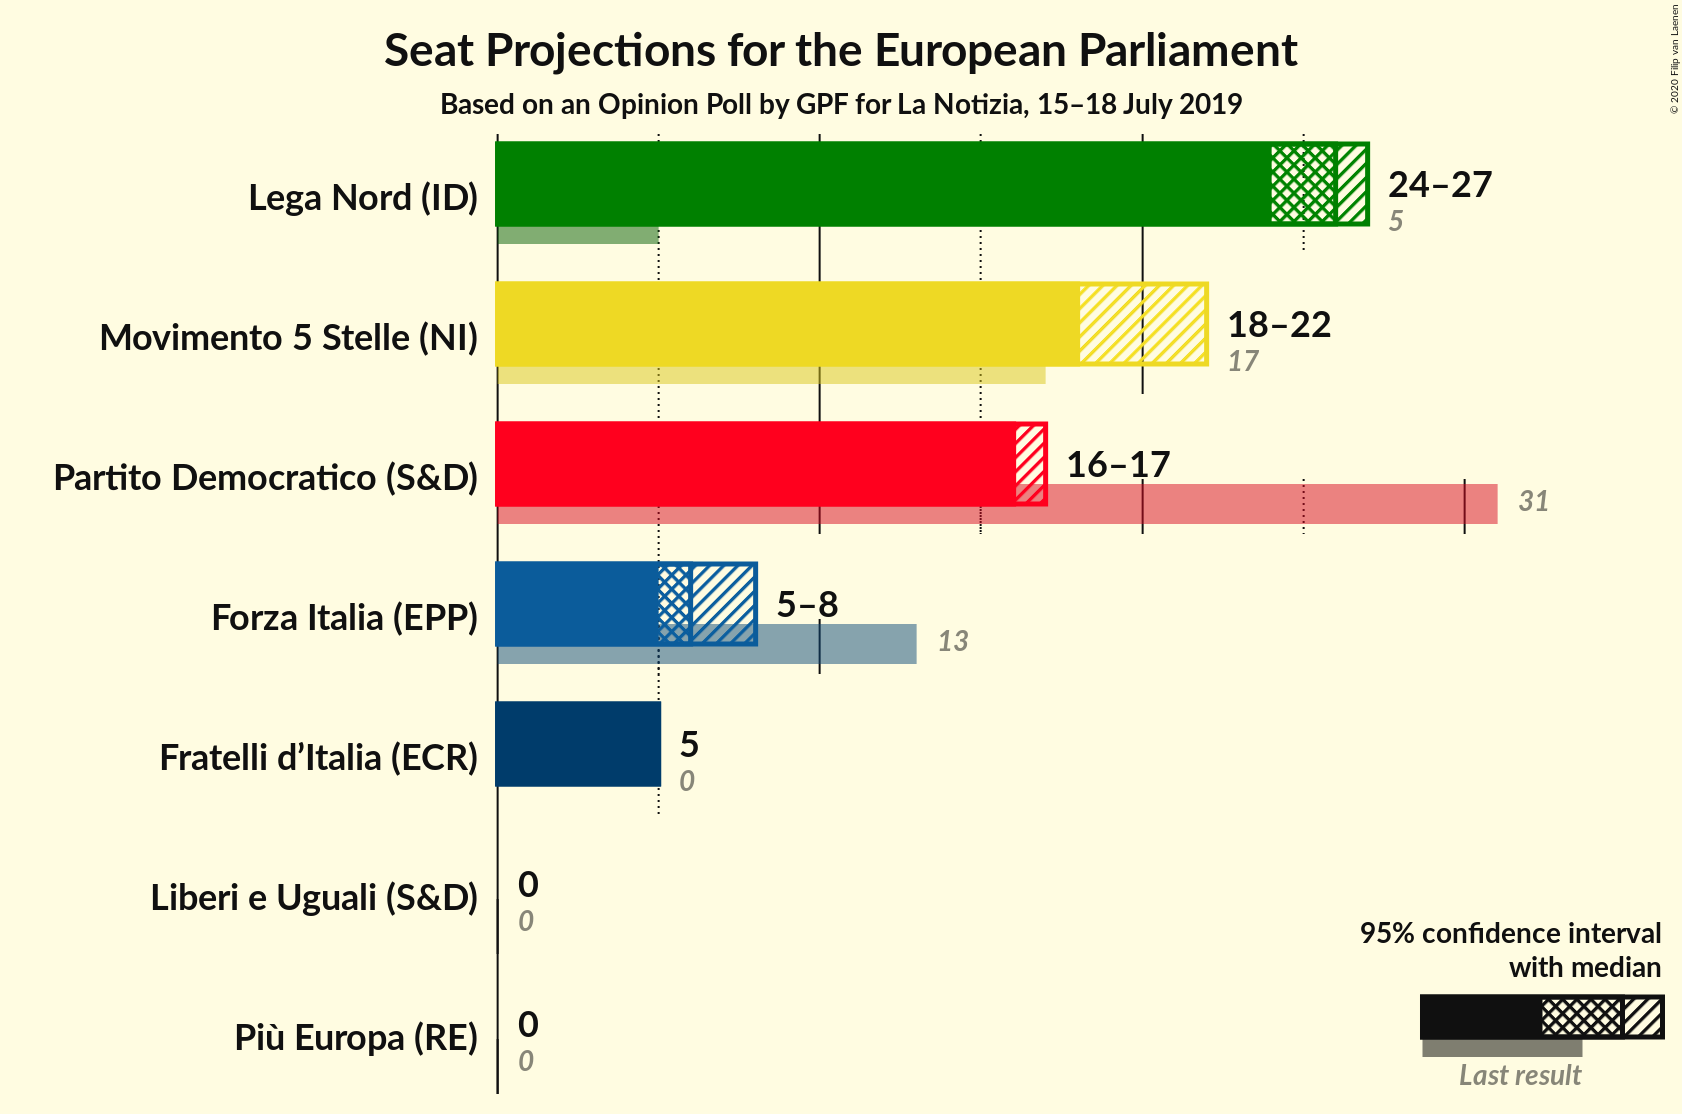 Seat Projections for the European Parliament
Based on an Opinion Poll by GPF for La Notizia, 15–18 July 2019
© 2020 Filip van Laenen
Lega Nord (ID)
24–27
5
Movimento 5 Stelle (NI)
18–22
17
Partito Democratico (S&D)
16–17
31
Forza Italia (EPP)
5–8
13
Fratelli d’Italia (ECR)
5
0
Liberi e Uguali (S&D)
0
0
Più Europa (RE)
0
0
95% confidence interval
with median
Last result